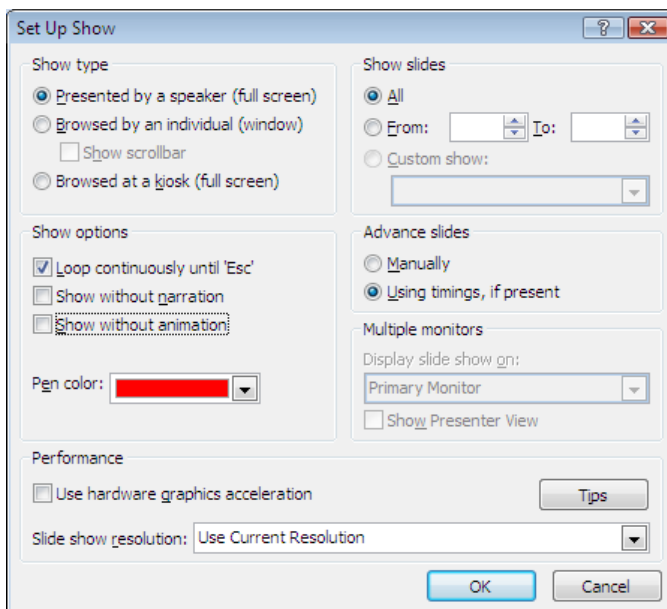 Set Up Show
Show type
Presented by a speaker (full screen)
Browsed by an individual (window)
Show scrollbar
Browsed at a kiosk (full screen)
Show slides
All
From: To:
Custom show:
Show options
Loop continuously until 'Esc'
Show without narration
Show without animation
Pen color:
Advance slides
Manually
Using timings, if present
Multiple monitors
Display slide show on:
Primary Monitor
Show Presenter View
Performance
Use hardware graphics acceleration
Tips
Slide show resolution: Use Current Resolution
OK Cancel